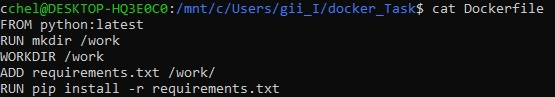 cchel@DESKTOP-HQ3E0C0:/mnt/c/Users/gii_I/docker_Task$ cat Dockerfile
FROM python:latest
RUN mkdir /work
WORKDIR /work
ADD requirements.txt /work/
RUN pip install -r requirements.txt